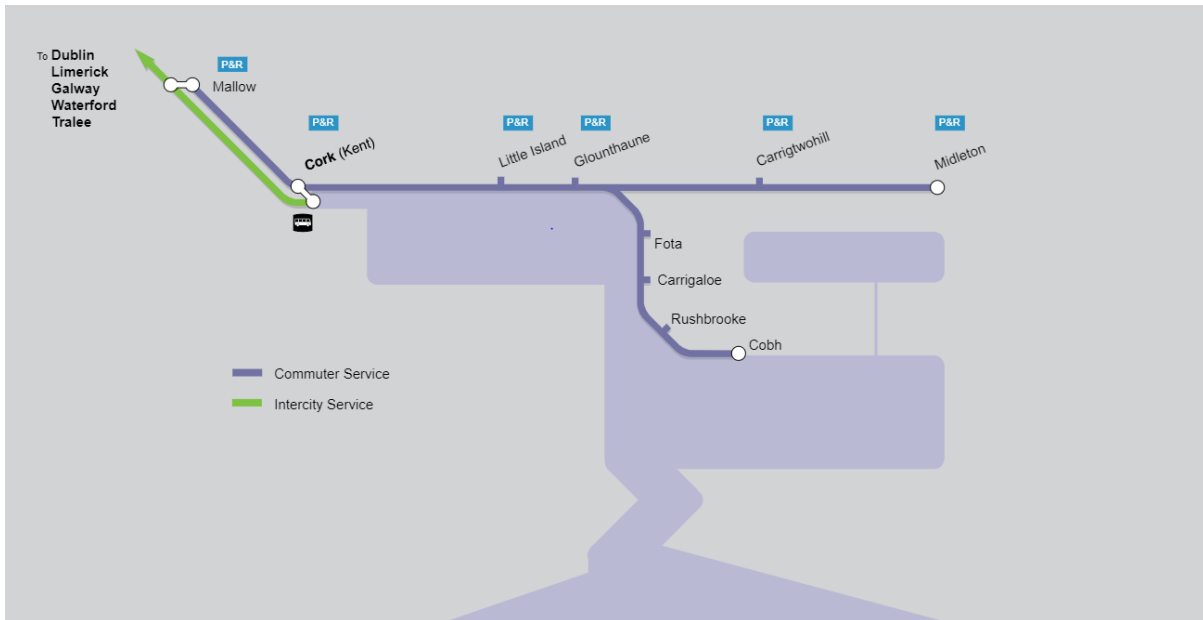 To Dublin
Limerick
Galway
Waterford
Tralee
P&R
Mallow
P&R
Cork (Kent)
P&R
Little Island
P&R
Glounthaune
P&R
Carrigtwohill
P&R
Midleton
Fota
Carrigaloe
Rushbrooke
Cobh
Commuter Service
Intercity Service